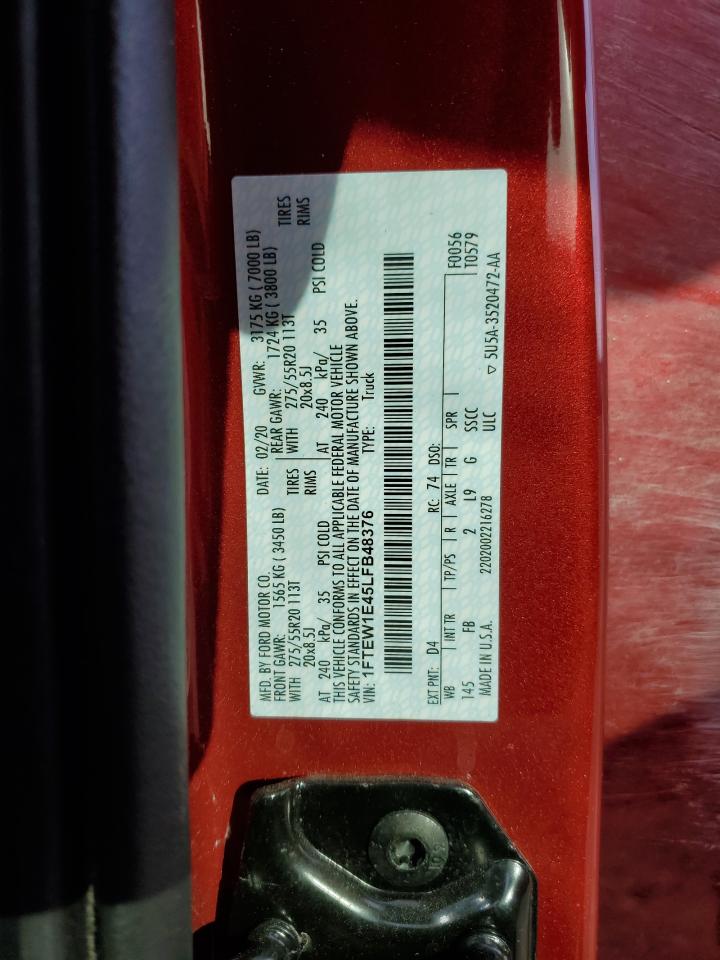 MFD. BY FORD MOTOR CO. DATE: 02/20 GVWR: 3175 KG ( 7000 LB)
FRONT GAWR: 1565 KG ( 3450 LB) REAR GAWR: 1724 KG ( 3800 LB)
WITH 275/55R20 113T TIRES WITH 275/55R20 113T TIRES
20x8.5J RIMS 20x8.5J RIMS
AT 240 kPa/ 35 PSI COLD AT 240 kPa/ 35 PSI COLD
THIS VEHICLE CONFORMS TO ALL APPLICABLE FEDERAL MOTOR VEHICLE
SAFETY STANDARDS IN EFFECT ON THE DATE OF MANUFACTURE SHOWN ABOVE.
VIN: 1FTEW1E45LFB48376 TYPE: Truck
EXT PNT: D4 RC: 74 DSO: F0056
WB INT TR TP/PS R AXLE TR SPR T0579
145 FB 2 L9 G SSCC
MADE IN U.S.A. 2202002216278 ULC ▽ 5U5A-3520472-AA